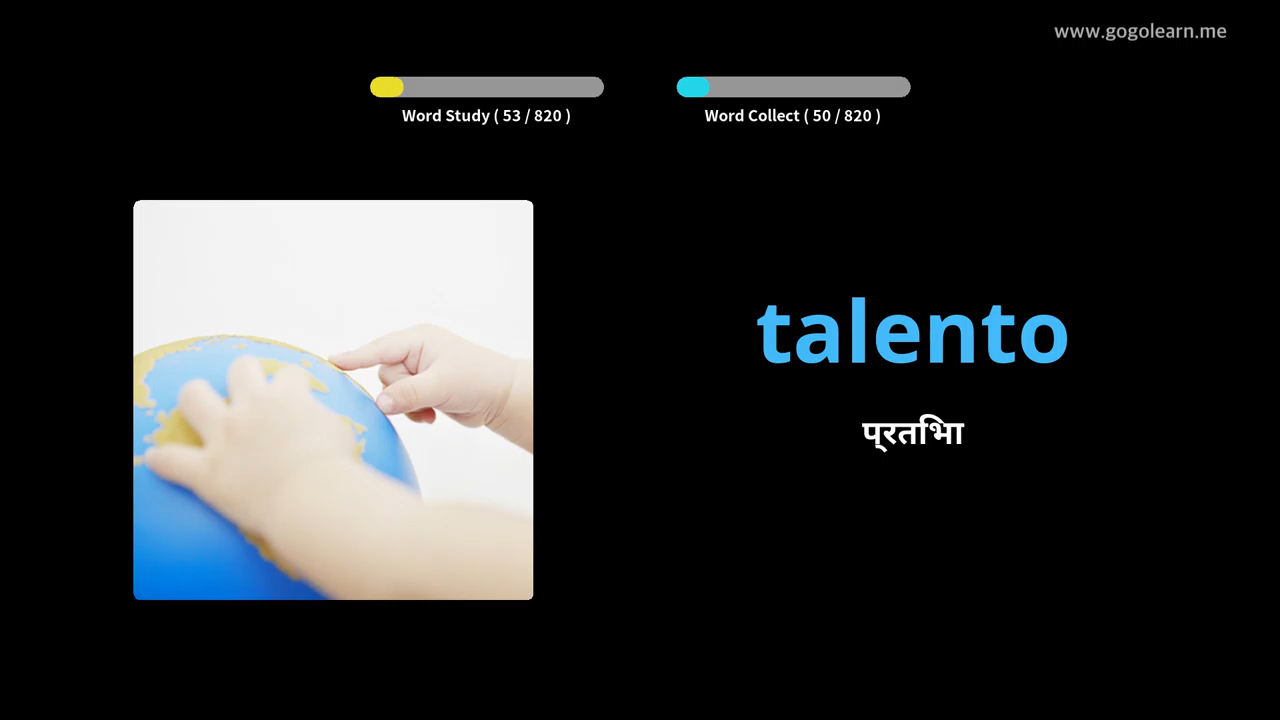 www.gogolearn.me
Word Study ( 53 / 820 )
Word Collect ( 50 / 820 )
talento
प्रतिभा